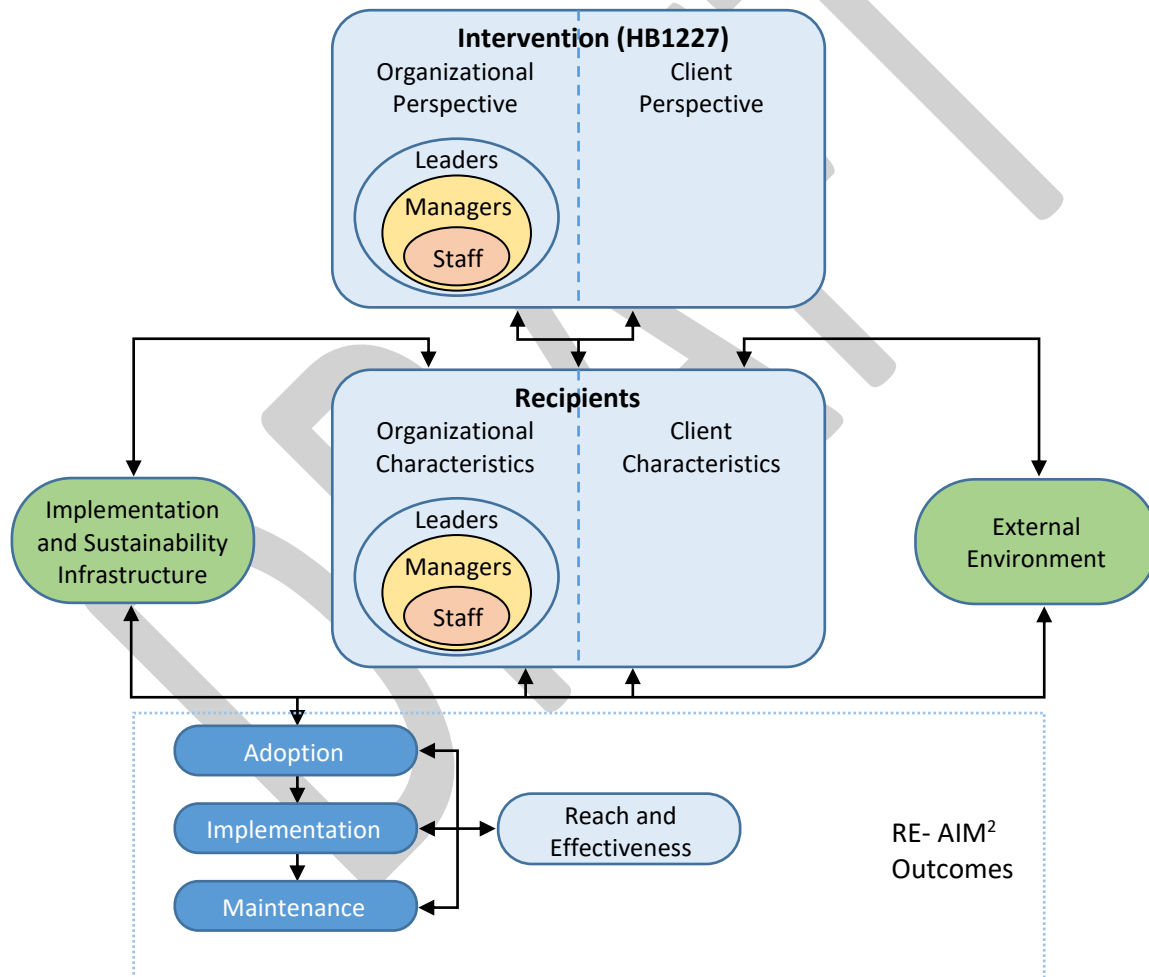 Intervention (HB1227)
Organizational
Perspective
Client
Perspective
Leaders
Managers
Staff
Recipients
Organizational
Characteristics
Client
Characteristics
Leaders
Managers
Staff
Implementation
and Sustainability
Infrastructure
External
Environment
Adoption
Implementation
Maintenance
Reach and
Effectiveness
RE- AIM²
Outcomes
DRAFT